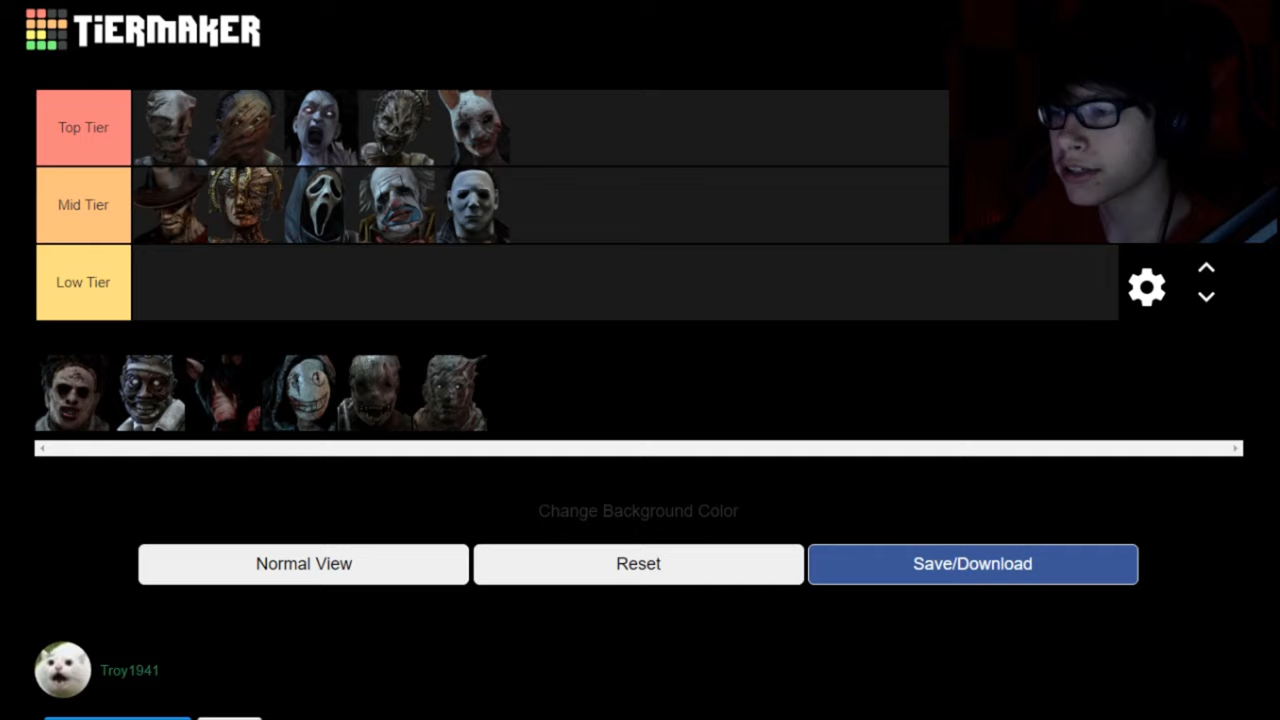 TiERMAKER
Top Tier
Mid Tier
Low Tier
Change Background Color
Normal View
Reset
Save/Download
Troy1941